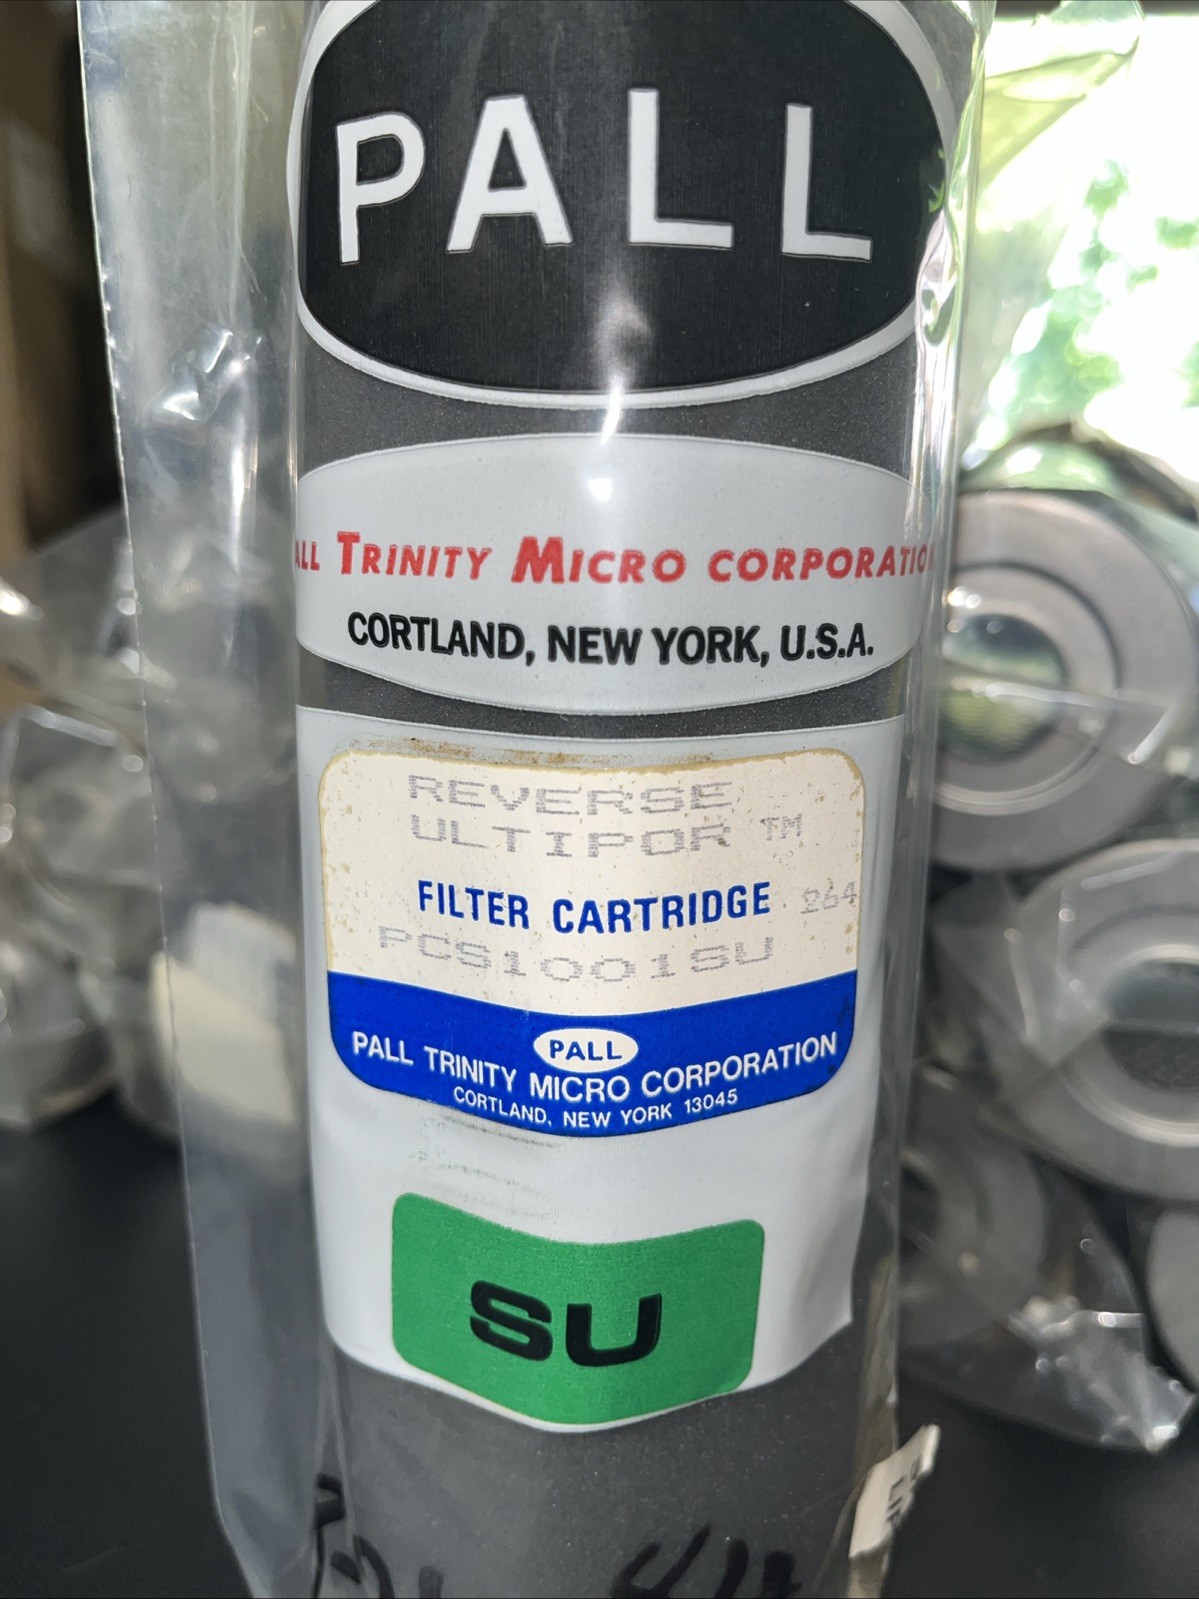 PALL
ALL TRINITY MICRO CORPORATION
CORTLAND, NEW YORK, U.S.A.
REVERSE
ULTIPOR TM
FILTER CARTRIDGE 264
PCS1001SU
PALL
PALL TRINITY MICRO CORPORATION
CORTLAND, NEW YORK 13045
SU